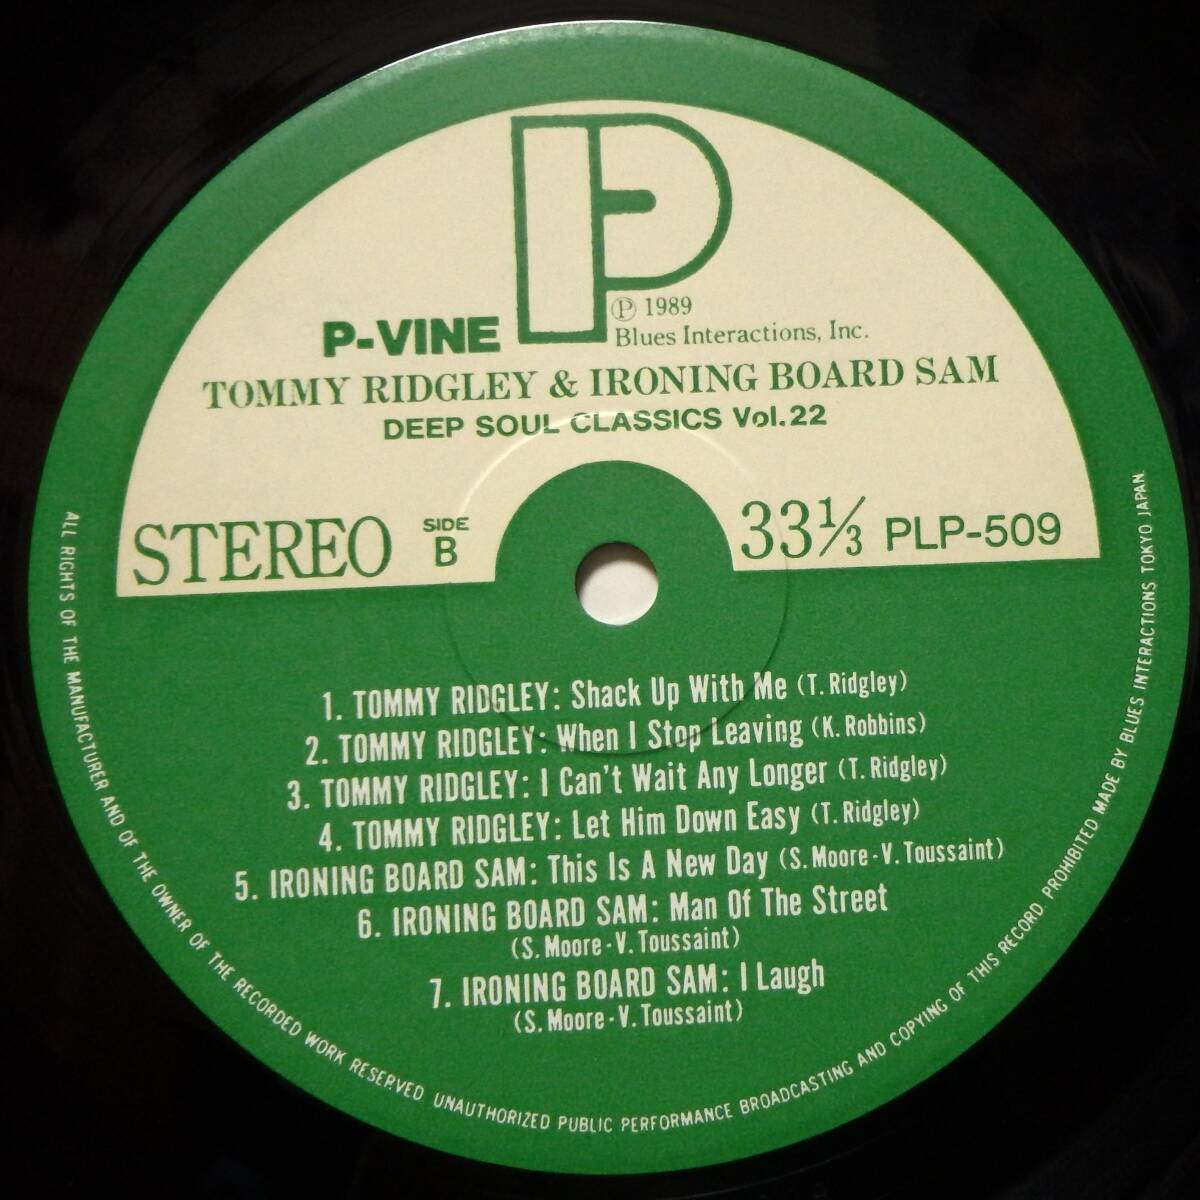 P
℗ 1989
P-VINE Blues Interactions, Inc.
TOMMY RIDGLEY & IRONING BOARD SAM
DEEP SOUL CLASSICS Vol.22
STEREO SIDE B 33⅓ PLP-509
1. TOMMY RIDGLEY: Shack Up With Me (T. Ridgley)
2. TOMMY RIDGLEY: When I Stop Leaving (K. Robbins)
3. TOMMY RIDGLEY: I Can't Wait Any Longer (T. Ridgley)
4. TOMMY RIDGLEY: Let Him Down Easy (T. Ridgley)
5. IRONING BOARD SAM: This Is A New Day (S. Moore-V. Toussaint)
6. IRONING BOARD SAM: Man Of The Street
(S. Moore-V. Toussaint)
7. IRONING BOARD SAM: I Laugh
(S. Moore-V. Toussaint)
ALL RIGHTS OF THE MANUFACTURER AND OF THE OWNER OF THE RECORDED WORK RESERVED UNAUTHORIZED PUBLIC PERFORMANCE BROADCASTING AND COPYING OF THIS RECORD PROHIBITED MADE BY BLUES INTERACTIONS TOKYO JAPAN